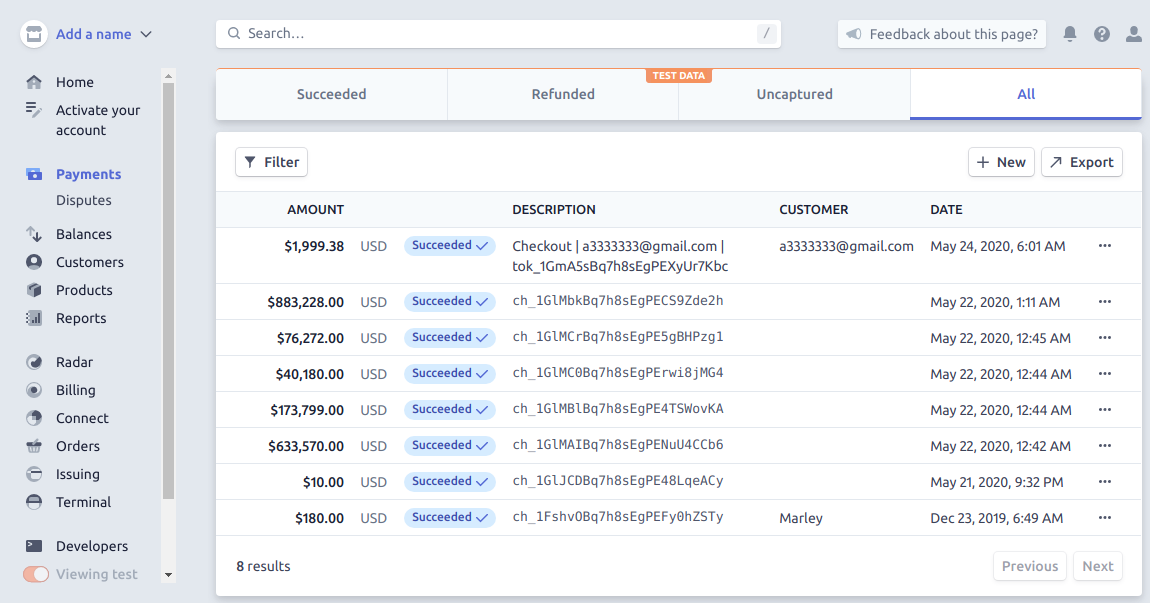 Add a name
Search...
/
Feedback about this page?
Home
Activate your
account
Payments
Disputes
Balances
Customers
Products
Reports
Radar
Billing
Connect
Orders
Issuing
Terminal
Developers
Viewing test
TEST DATA
Succeeded Refunded Uncaptured All
Filter
+ New Export
AMOUNT DESCRIPTION CUSTOMER DATE
$1,999.38 USD Succeeded ✓ Checkout | a3333333@gmail.com | a3333333@gmail.com May 24, 2020, 6:01 AM ...
tok_1GmA5sBq7h8sEgPEXyUr7Kbc
$883,228.00 USD Succeeded ✓ ch_1GlMbkBq7h8sEgPECS9Zde2h May 22, 2020, 1:11 AM ...
$76,272.00 USD Succeeded ✓ ch_1GlMCrBq7h8sEgPE5gBHPzg1 May 22, 2020, 12:45 AM ...
$40,180.00 USD Succeeded ✓ ch_1GlMC0Bq7h8sEgPErwi8jMG4 May 22, 2020, 12:44 AM ...
$173,799.00 USD Succeeded ✓ ch_1GlMBlBq7h8sEgPE4TSWovKA May 22, 2020, 12:44 AM ...
$633,570.00 USD Succeeded ✓ ch_1GlMAIBq7h8sEgPENuU4CCb6 May 22, 2020, 12:42 AM ...
$10.00 USD Succeeded ✓ ch_1GlJCDBq7h8sEgPE48LqeACy May 21, 2020, 9:32 PM ...
$180.00 USD Succeeded ✓ ch_1FshvOBq7h8sEgPEFy0hZSTy Marley Dec 23, 2019, 6:49 AM ...
8 results
Previous Next